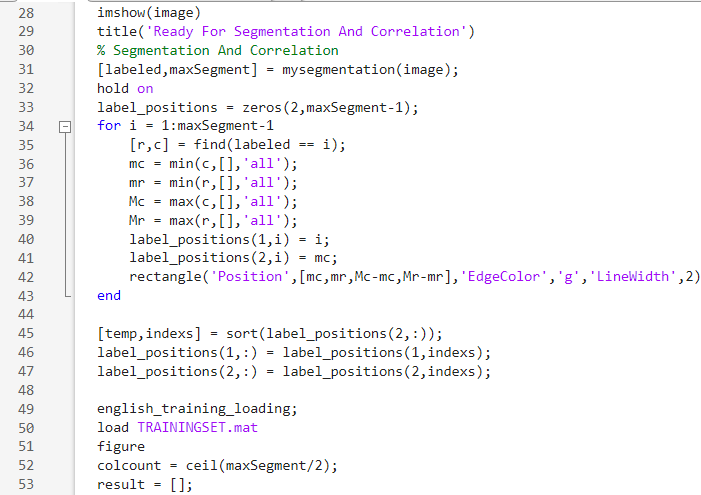 28 imshow(image)
29 title('Ready For Segmentation And Correlation')
30 % Segmentation And Correlation
31 [labeled,maxSegment] = mysegmentation(image);
32 hold on
33 label_positions = zeros(2,maxSegment-1);
34 for i = 1:maxSegment-1
35     [r,c] = find(labeled == i);
36     mc = min(c,[],'all');
37     mr = min(r,[],'all');
38     Mc = max(c,[],'all');
39     Mr = max(r,[],'all');
40     label_positions(1,i) = i;
41     label_positions(2,i) = mc;
42     rectangle('Position',[mc,mr,Mc-mc,Mr-mr],'EdgeColor','g','LineWidth',2)
43 end
44
45 [temp,indexs] = sort(label_positions(2,:));
46 label_positions(1,:) = label_positions(1,indexs);
47 label_positions(2,:) = label_positions(2,indexs);
48
49 english_training_loading;
50 load TRAININGSET.mat
51 figure
52 colcount = ceil(maxSegment/2);
53 result = [];